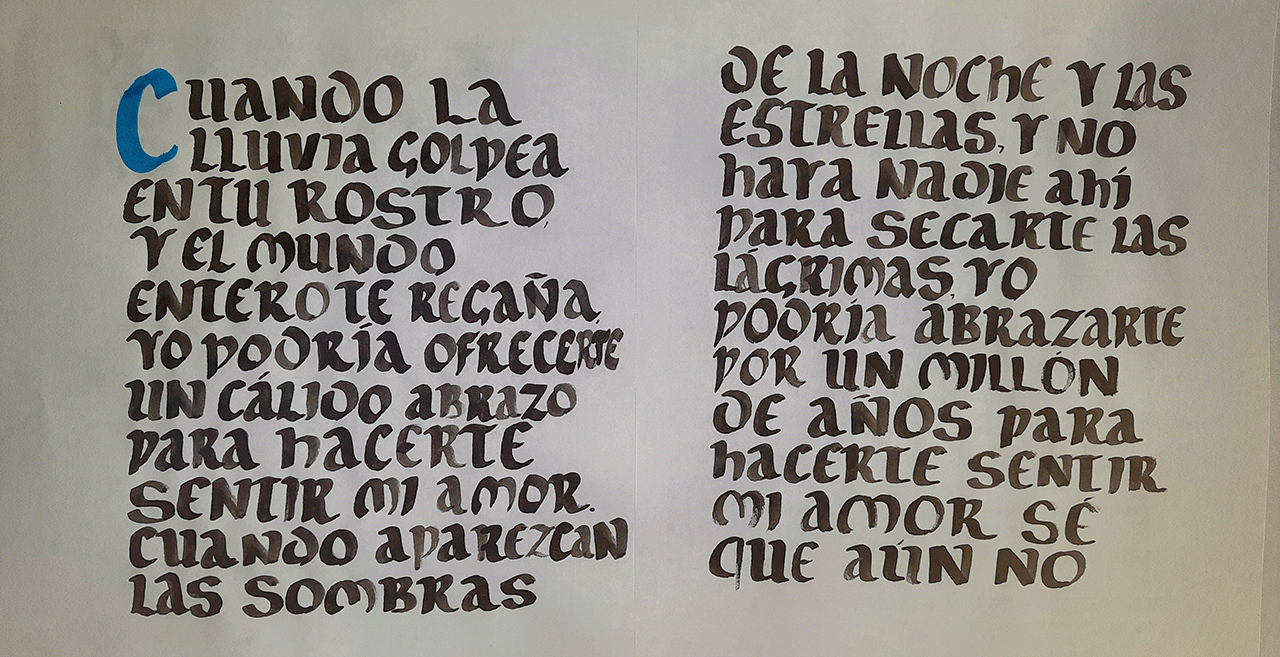 CUANDO LA
LLUVIA GOLPEA
EN TU ROSTRO,
Y EL MUNDO
ENTERO TE REGAÑA,
YO PODRÍA OFRECERTE
UN CÁLIDO ABRAZO
PARA HACERTE
SENTIR MI AMOR.
CUANDO APAREZCAN
LAS SOMBRAS
DE LA NOCHE Y LAS
ESTRELLAS, Y NO
HAYA NADIE AHÍ
PARA SECARTE LAS
LÁGRIMAS, YO
PODRÍA ABRAZARTE
POR UN MILLÓN
DE AÑOS PARA
HACERTE SENTIR
MI AMOR SÉ
QUE AÚN NO